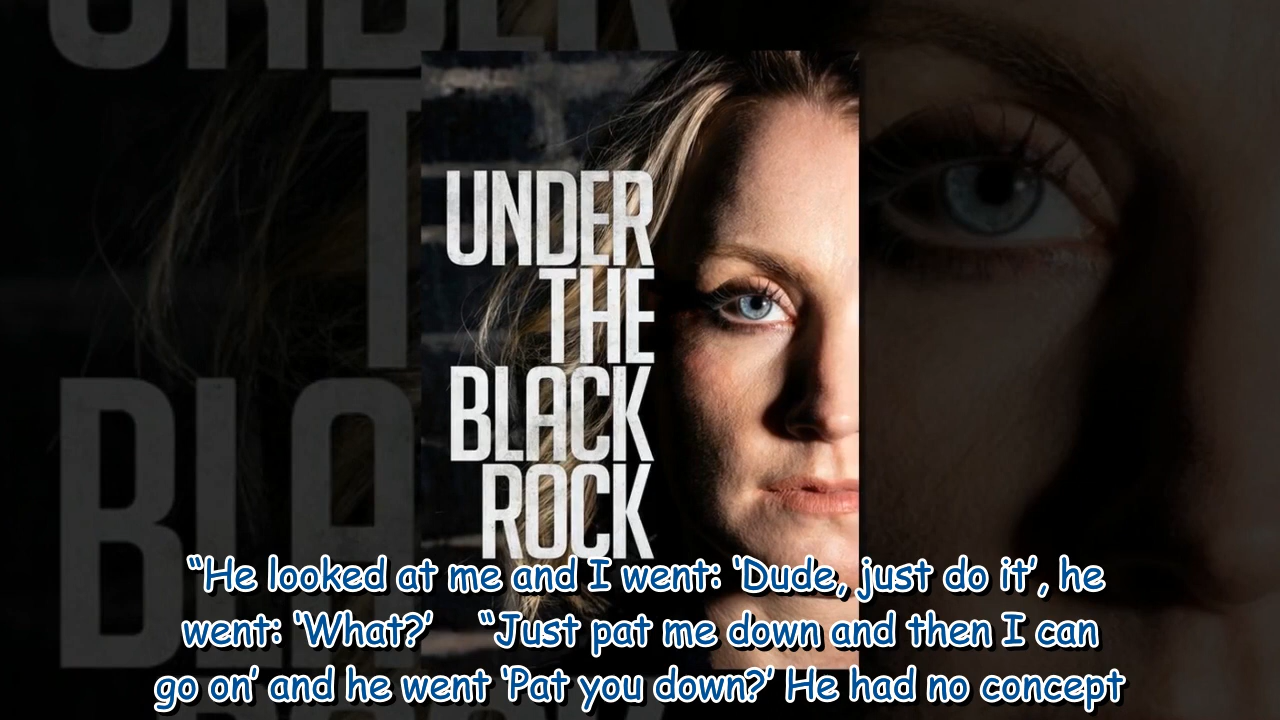 UNDER
THE
BLACK
ROCK
“He looked at me and I went: ‘Dude, just do it’, he
went: ‘What?’ “Just pat me down and then I can
go on’ and he went ‘Pat you down?’ He had no concept